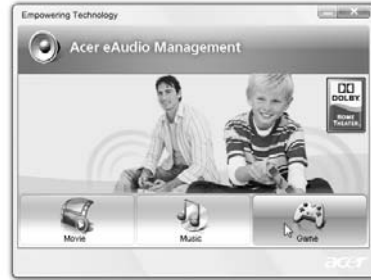 Empowering Technology
Acer eAudio Management
DOLBY
HOME
THEATER
Movie
Music
Game
acer